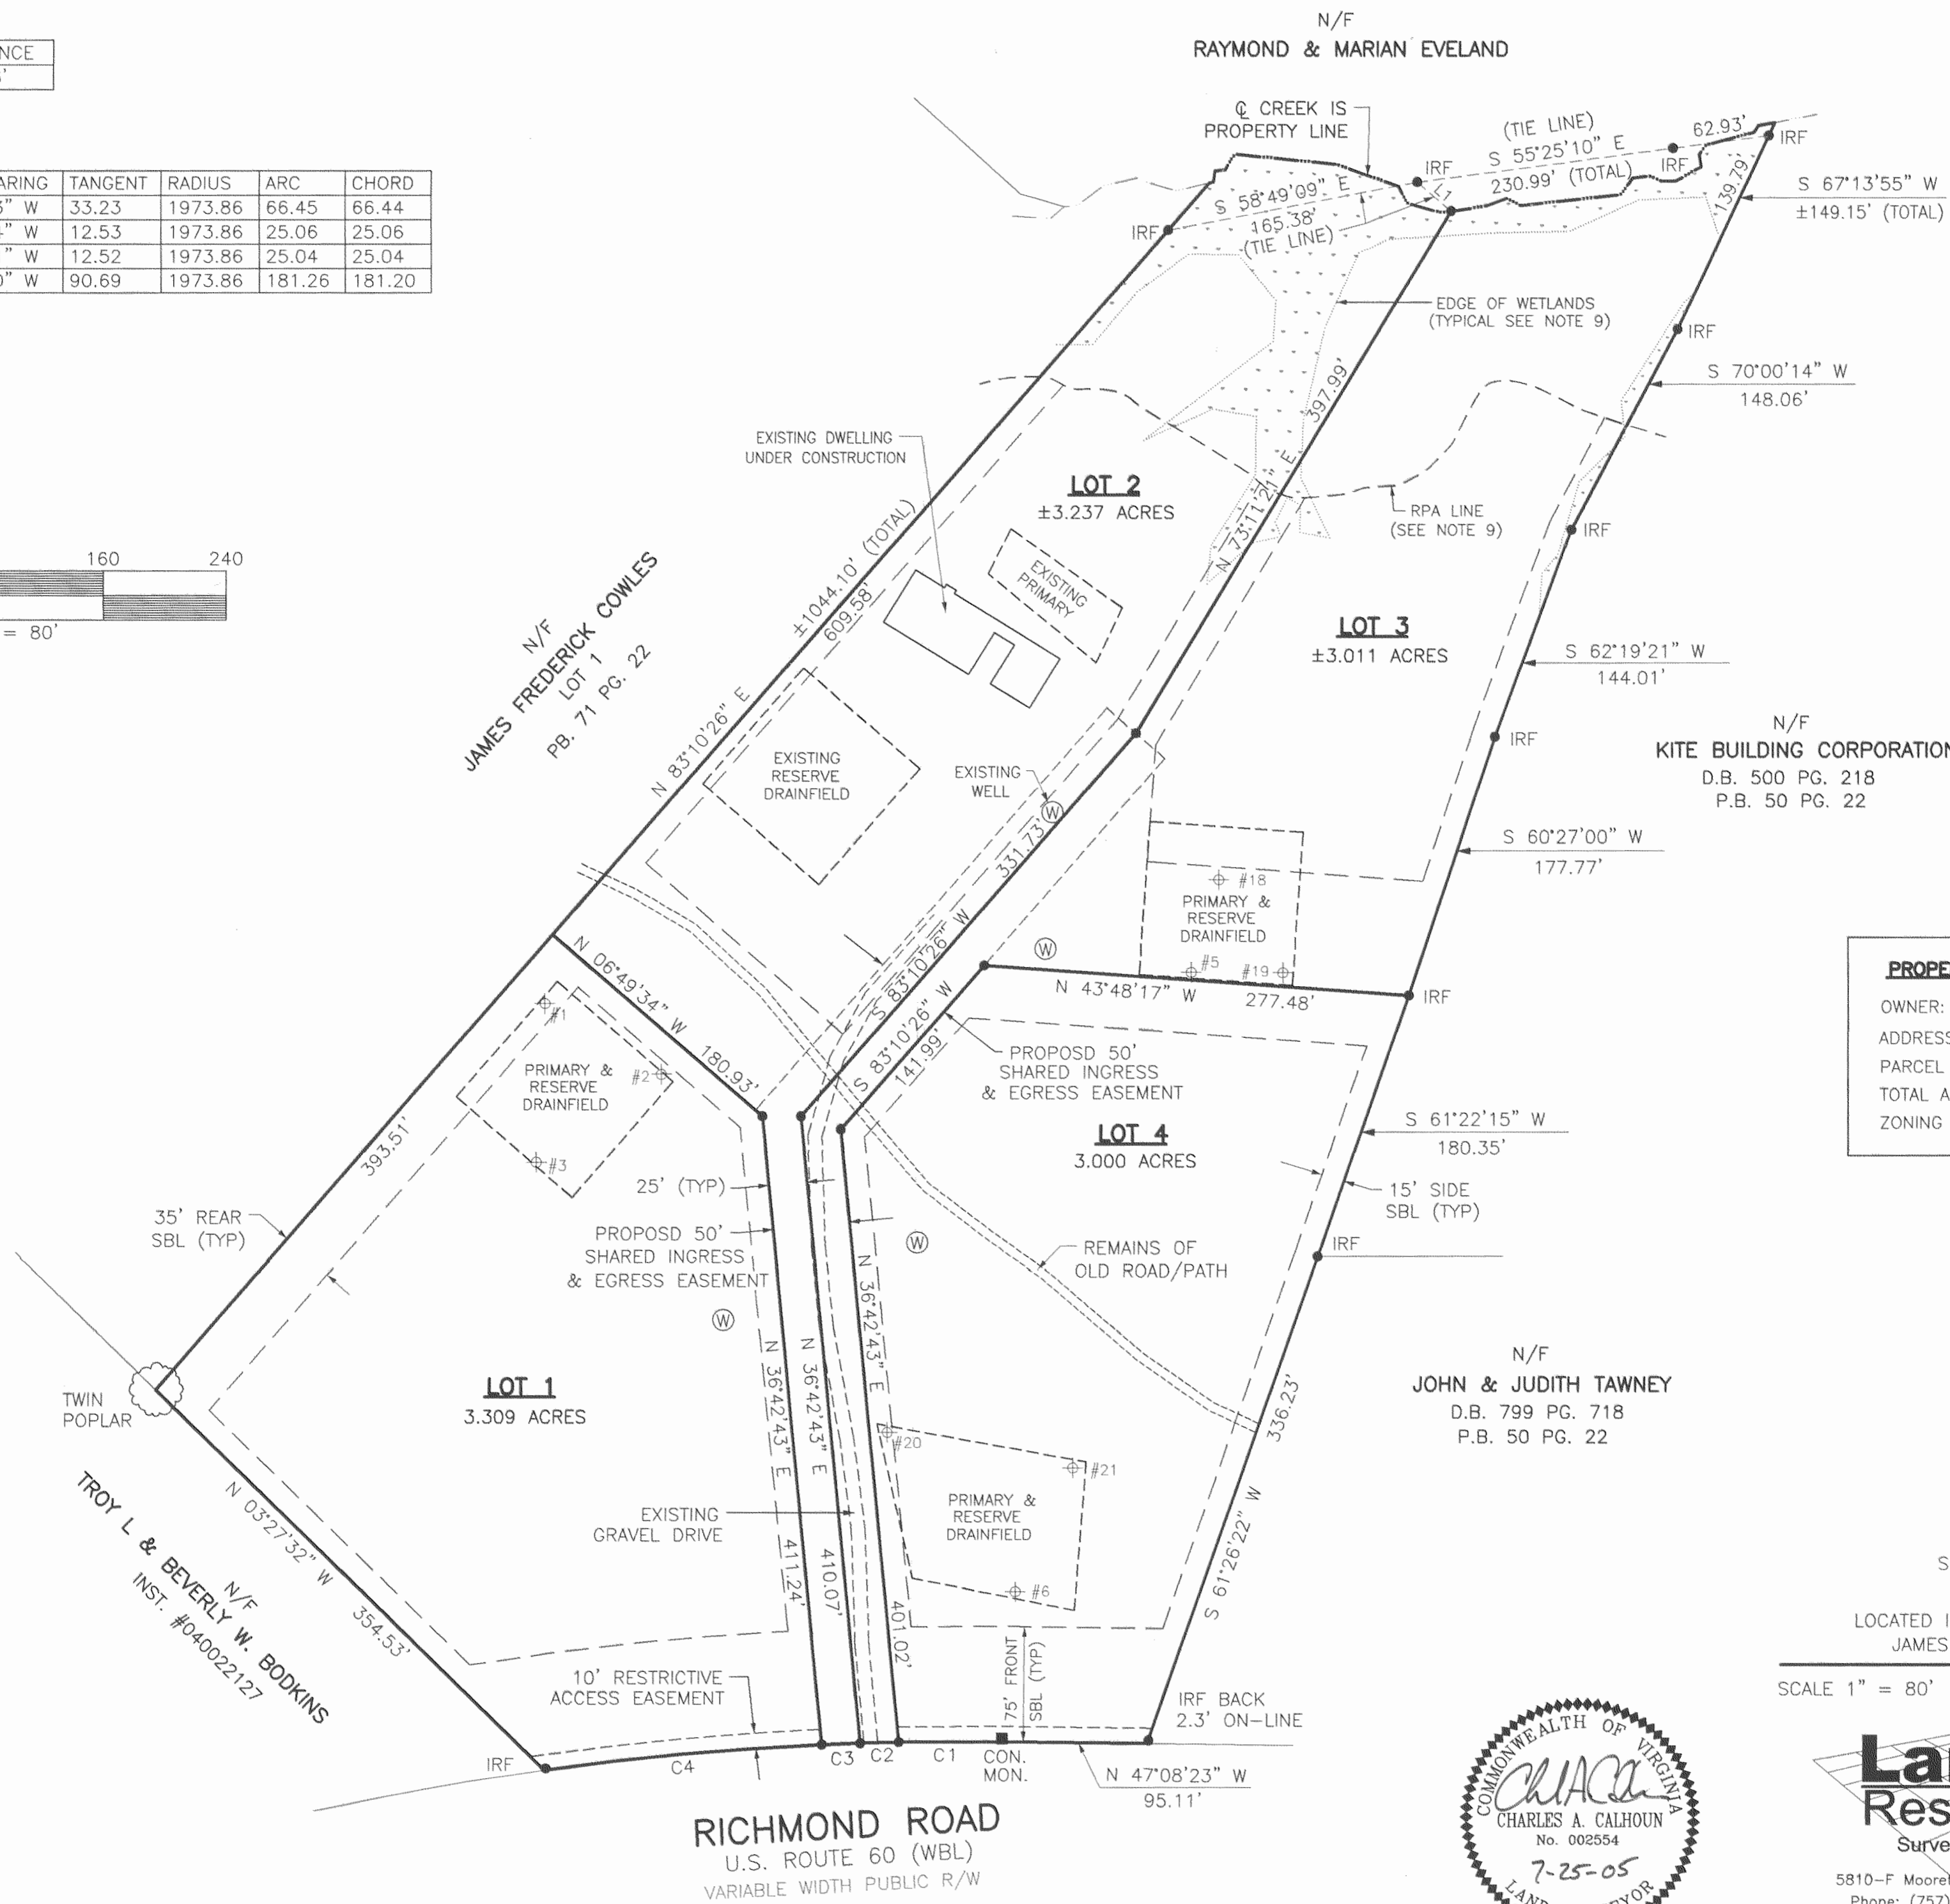 N/F
RAYMOND & MARIAN EVELAND
NCE
ARING TANGENT RADIUS ARC CHORD
" W 33.23 1973.86 66.45 66.44
" W 12.53 1973.86 25.06 25.06
" W 12.52 1973.86 25.04 25.04
" W 90.69 1973.86 181.26 181.20
℄ CREEK IS
PROPERTY LINE
(TIE LINE)
S 55°25'10" E
230.99' (TOTAL)
62.93'
IRF
IRF
IRF
L1
139.79'
S 67°13'55" W
±149.15' (TOTAL)
S 58°49'09" E
165.38'
(TIE LINE)
IRF
EDGE OF WETLANDS
(TYPICAL SEE NOTE 9)
IRF
S 70°00'14" W
148.06'
397.99'
N 73°11'21" E
EXISTING DWELLING
UNDER CONSTRUCTION
LOT 2
±3.237 ACRES
RPA LINE
(SEE NOTE 9)
IRF
160 240
= 80'
±1044.10' (TOTAL)
609.58'
N 83°10'26" E
N/F
JAMES FREDERICK COWLES
LOT 1
PB. 71 PG. 22
EXISTING
PRIMARY
LOT 3
±3.011 ACRES
S 62°19'21" W
144.01'
N/F
KITE BUILDING CORPORATION
D.B. 500 PG. 218
P.B. 50 PG. 22
IRF
EXISTING
RESERVE
DRAINFIELD
EXISTING
WELL
W
331.73'
S 83°10'26" W
S 60°27'00" W
177.77'
#18
PRIMARY &
RESERVE
DRAINFIELD
#5
#19
W
N 43°48'17" W
277.48'
IRF
PROPE
OWNER:
ADDRESS
PARCEL
TOTAL A
ZONING
N 06°49'34" W
180.93'
S 83°10'26" W
141.99'
PROPOSD 50'
SHARED INGRESS
& EGRESS EASEMENT
#1
PRIMARY &
RESERVE
DRAINFIELD
#2
#3
393.51'
LOT 4
3.000 ACRES
S 61°22'15" W
180.35'
15' SIDE
SBL (TYP)
IRF
35' REAR
SBL (TYP)
25' (TYP)
PROPOSD 50'
SHARED INGRESS
& EGRESS EASEMENT
W
W
REMAINS OF
OLD ROAD/PATH
N 36°42'43" E
411.24'
N 36°42'43" E
410.07'
N 36°42'43" E
401.02'
LOT 1
3.309 ACRES
TWIN
POPLAR
N/F
JOHN & JUDITH TAWNEY
D.B. 799 PG. 718
P.B. 50 PG. 22
336.23'
S 61°26'22" W
#20
#21
PRIMARY &
RESERVE
DRAINFIELD
#6
EXISTING
GRAVEL DRIVE
N 03°27'32" W
354.53'
N/F
TROY L & BEVERLY W. BODKINS
INST. #040022127
10' RESTRICTIVE
ACCESS EASEMENT
75' FRONT
SBL (TYP)
IRF BACK
2.3' ON-LINE
IRF
C4
C3
C2
C1
CON.
MON.
N 47°08'23" W
95.11'
RICHMOND ROAD
U.S. ROUTE 60 (WBL)
VARIABLE WIDTH PUBLIC R/W
COMMONWEALTH OF VIRGINIA
CHARLES A. CALHOUN
No. 002554
7-25-05
S
LOCATED I
JAMES
SCALE 1" = 80'
La
Res
Surve
5810-F Moore
Phone: (757)